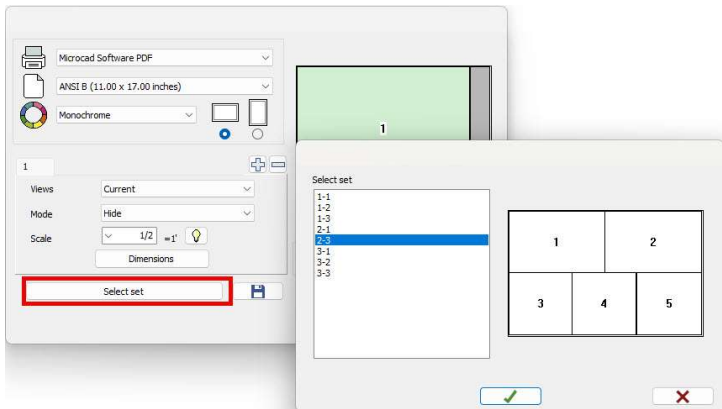 Microcad Software PDF
ANSI B (11.00 x 17.00 inches)
Monochrome
1
1
Views Current
Mode Hide
Scale 1/2 =1'
Dimensions
Select set
Select set
1-1
1-2
1-3
2-1
2-3
3-1
3-2
3-3
1 2
3 4 5